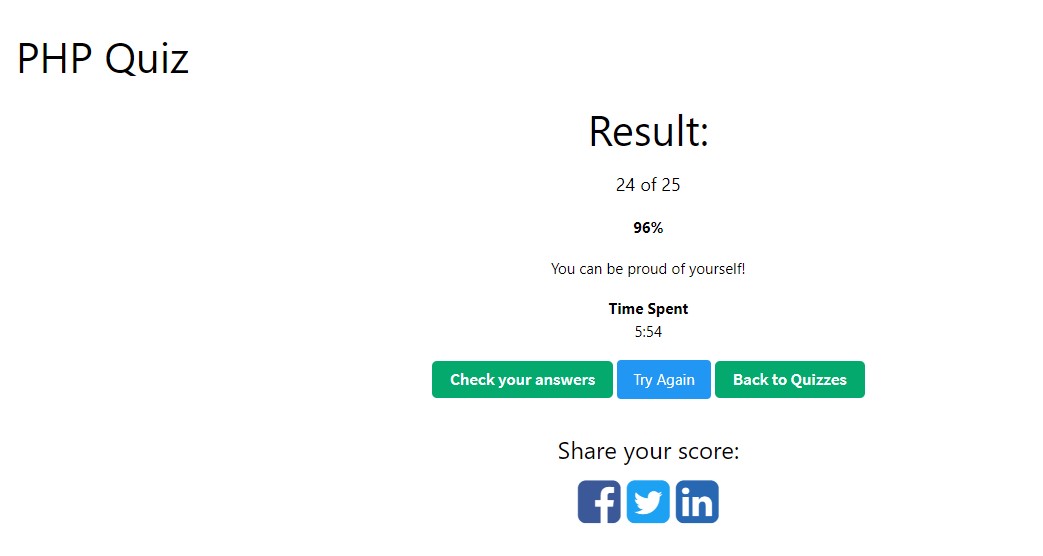 PHP Quiz
Result:
24 of 25
96%
You can be proud of yourself!
Time Spent
5:54
Check your answers Try Again Back to Quizzes
Share your score:
f in